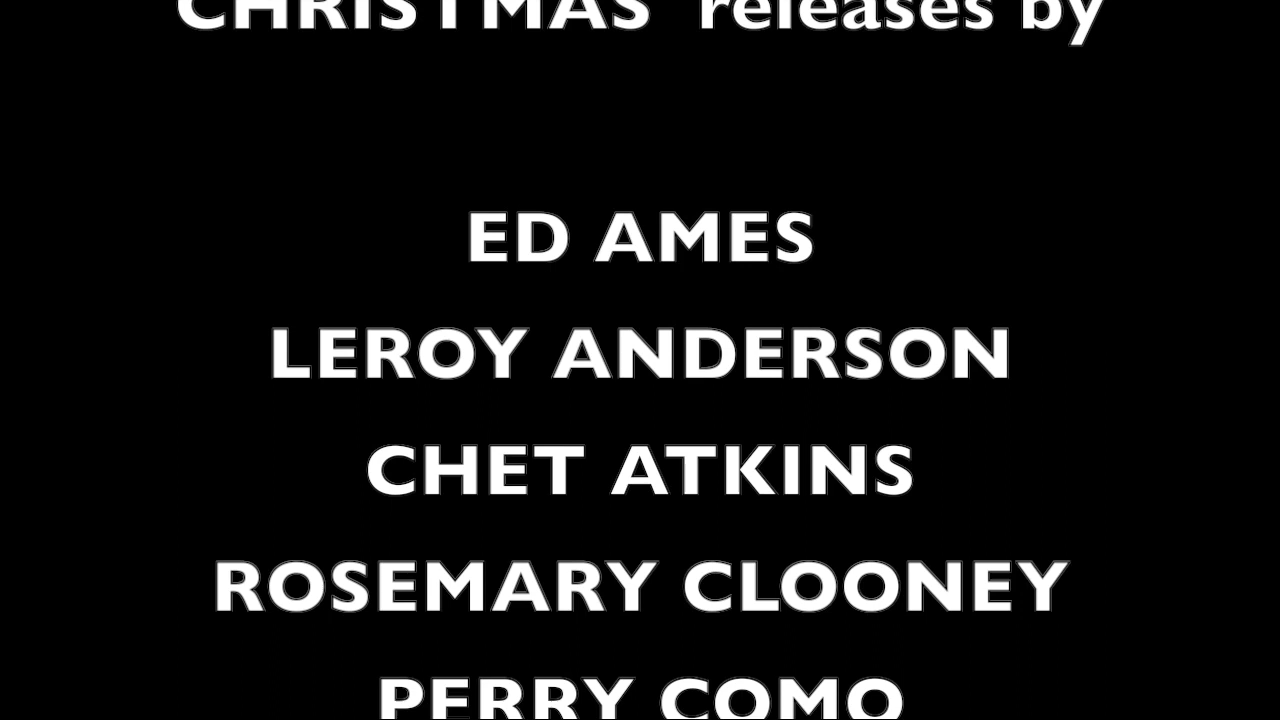 CHRISTMAS releases by
ED AMES
LEROY ANDERSON
CHET ATKINS
ROSEMARY CLOONEY
PERRY COMO